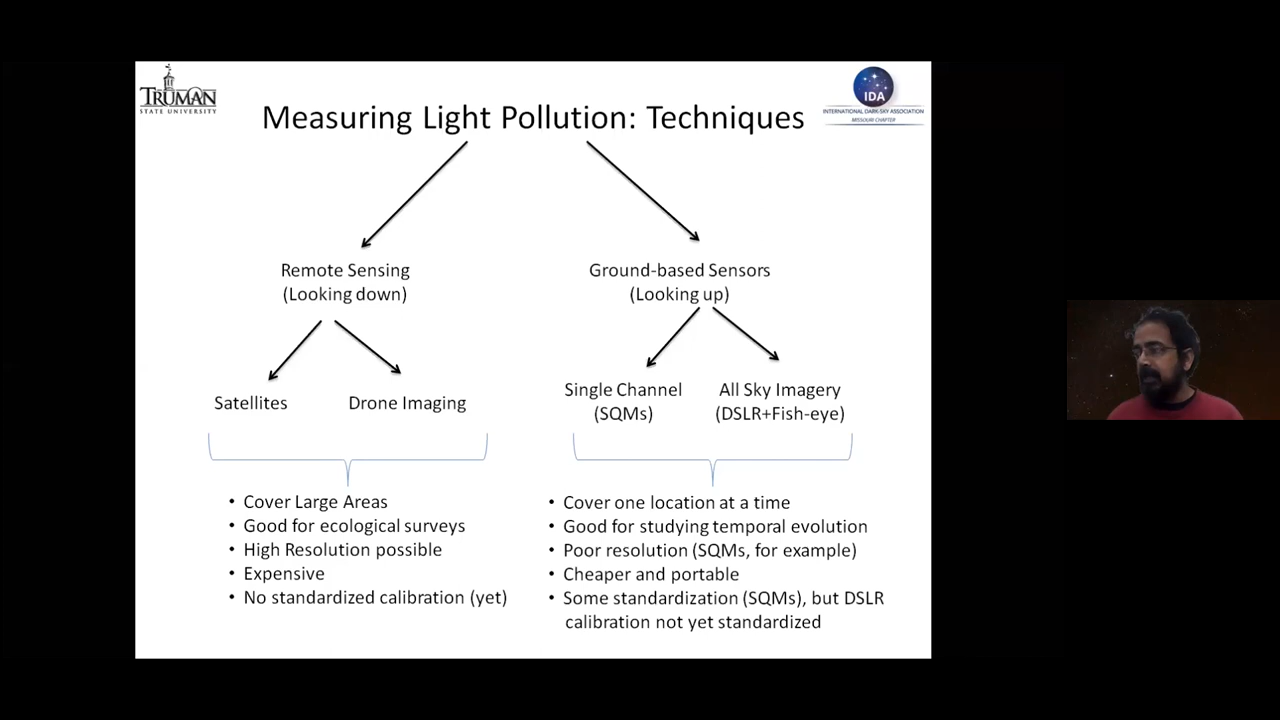 TRUMAN
STATE UNIVERSITY
IDA
INTERNATIONAL DARK-SKY ASSOCIATION
MISSOURI CHAPTER
Measuring Light Pollution: Techniques
Remote Sensing
(Looking down)
Ground-based Sensors
(Looking up)
Satellites
Drone Imaging
Single Channel
(SQMs)
All Sky Imagery
(DSLR+Fish-eye)
• Cover Large Areas
• Good for ecological surveys
• High Resolution possible
• Expensive
• No standardized calibration (yet)
• Cover one location at a time
• Good for studying temporal evolution
• Poor resolution (SQMs, for example)
• Cheaper and portable
• Some standardization (SQMs), but DSLR
calibration not yet standardized